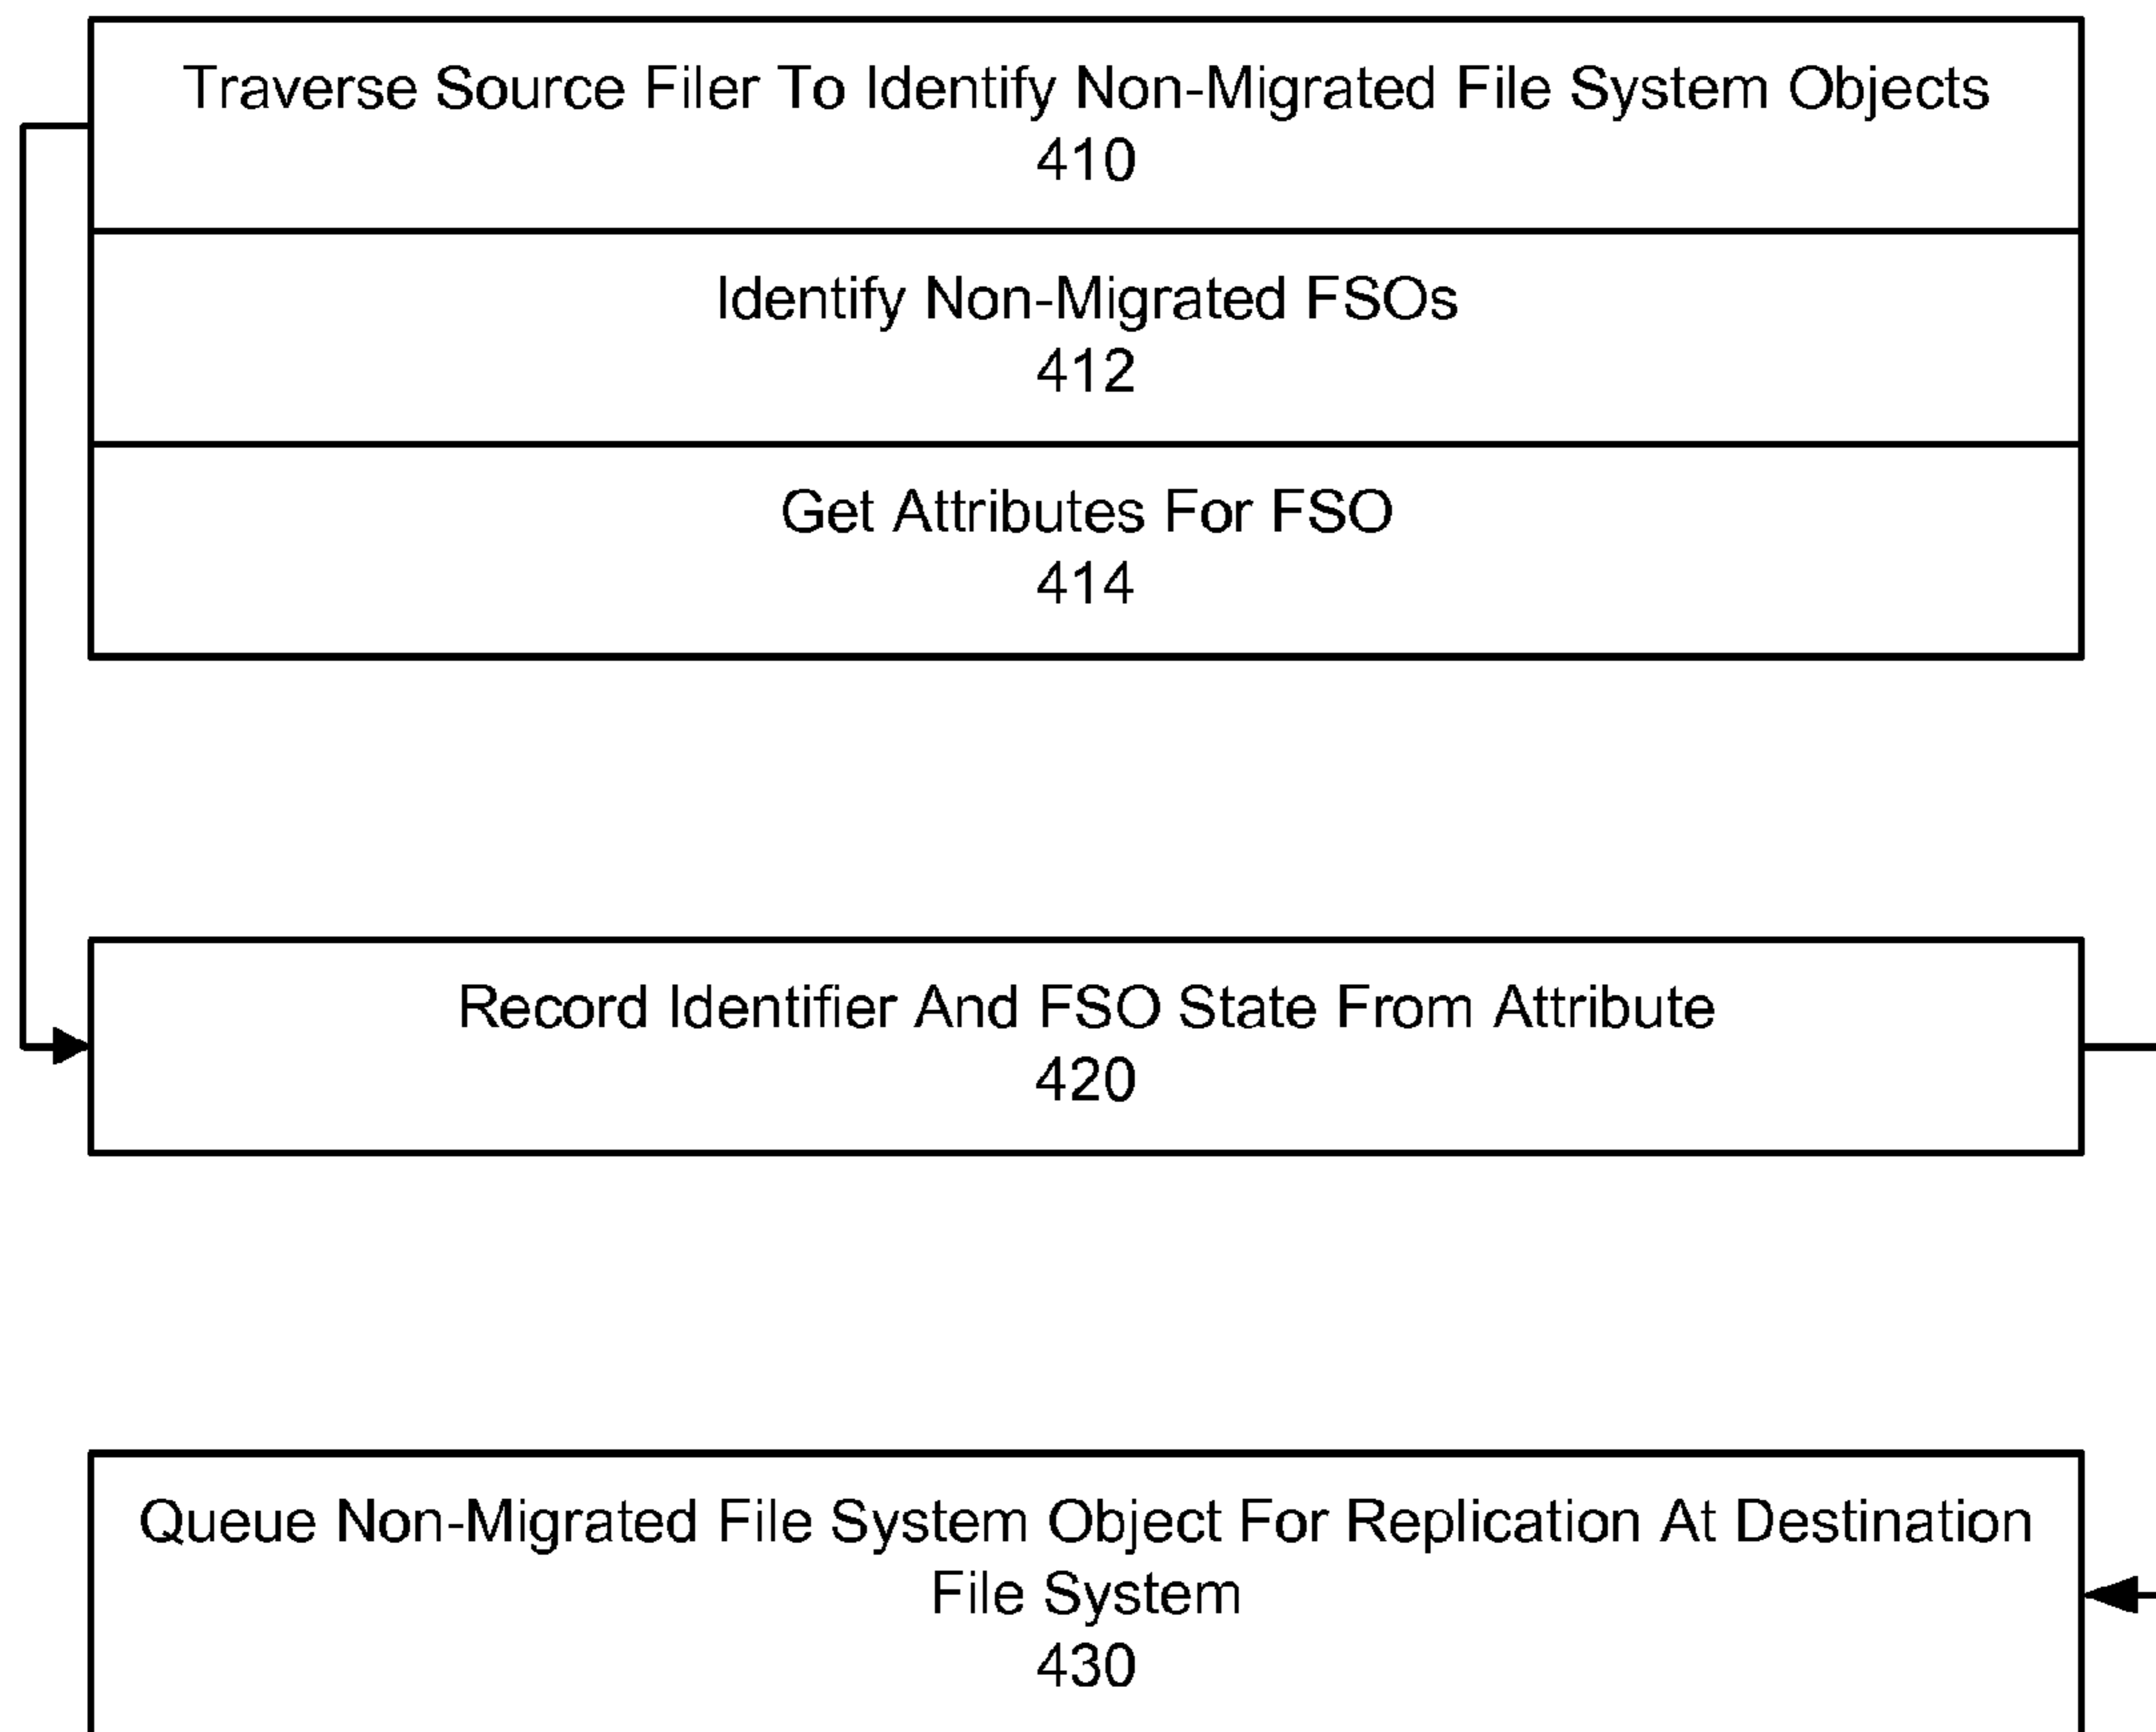 Traverse Source Filer To Identify Non-Migrated File System Objects
410
Identify Non-Migrated FSOs
412
Get Attributes For FSO
414
Record Identifier And FSO State From Attribute
420
Queue Non-Migrated File System Object For Replication At Destination
File System
430